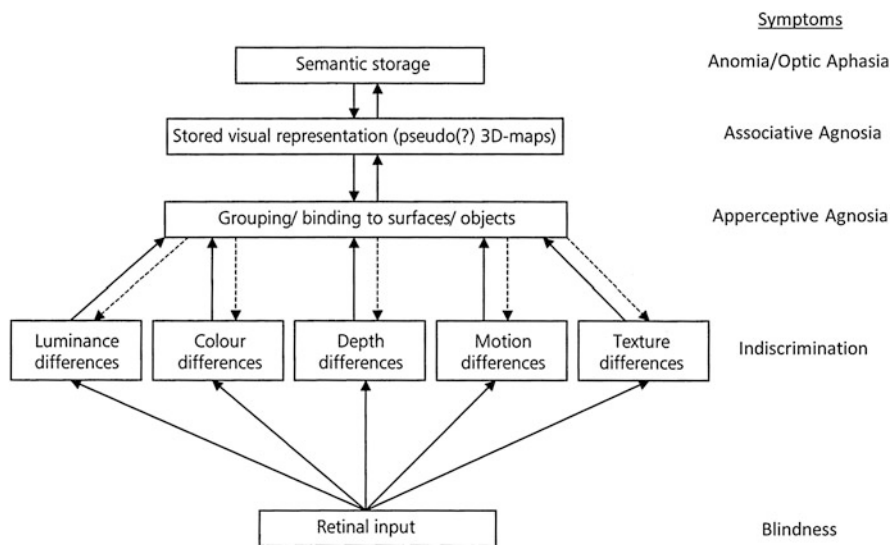 Symptoms
Semantic storage
Anomia/Optic Aphasia
Stored visual representation (pseudo(?) 3D-maps)
Associative Agnosia
Grouping/ binding to surfaces/ objects
Apperceptive Agnosia
Luminance
differences
Colour
differences
Depth
differences
Motion
differences
Texture
differences
Indiscrimination
Retinal input
Blindness